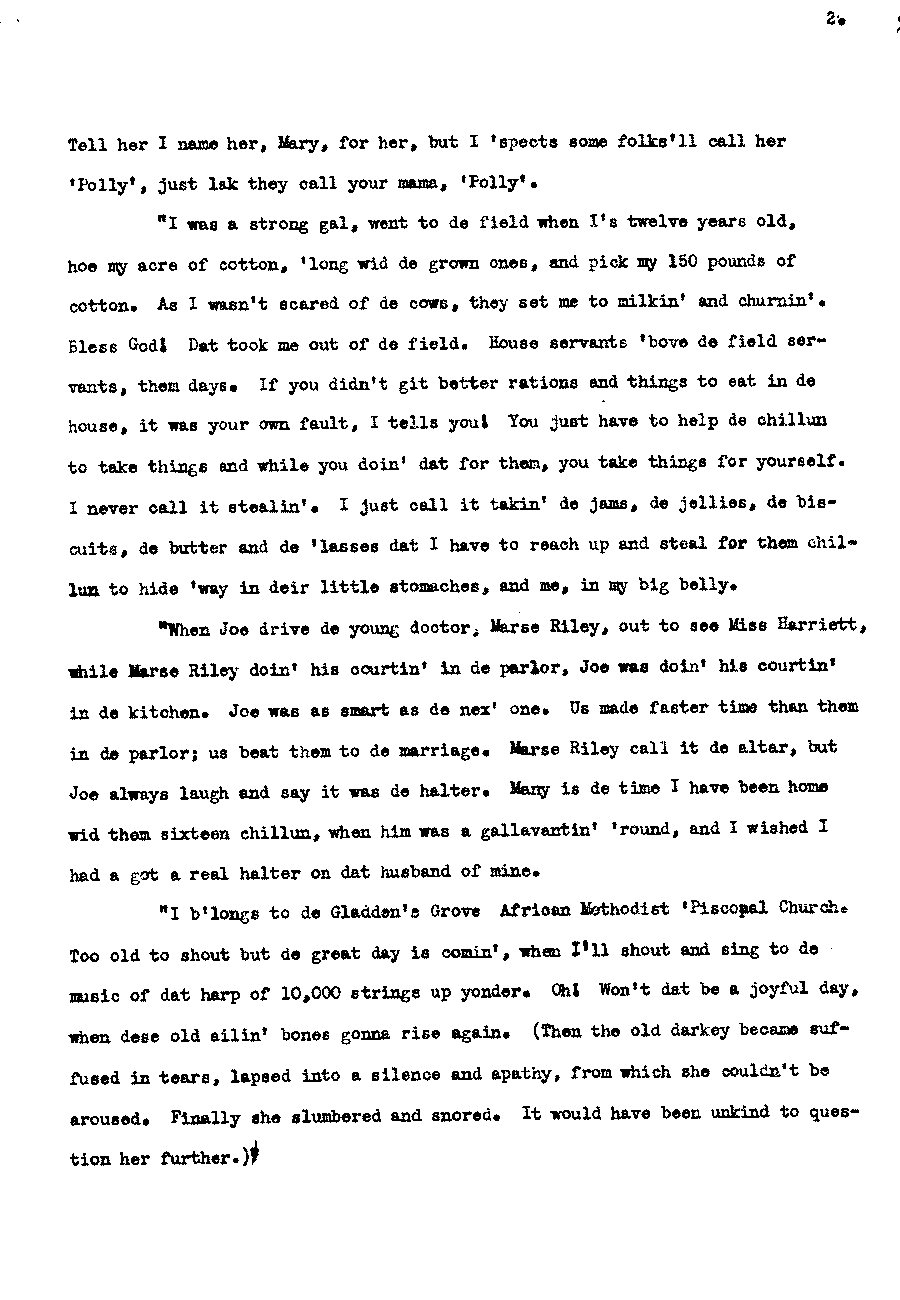 2.
Tell her I name her, Mary, for her, but I 'spects some folks'll call her
'Polly', just lak they call your mama, 'Polly'.
"I was a strong gal, went to de field when I's twelve years old,
hoe my acre of cotton, 'long wid de grown ones, and pick my 150 pounds of
cotton. As I wasn't scared of de cows, they set me to milkin' and churnin'.
Bless God! Dat took me out of de field. House servants 'bove de field ser-
vants, them days. If you didn't git better rations and things to eat in de
house, it was your own fault, I tells you! You just have to help de chillun
to take things and while you doin' dat for them, you take things for yourself.
I never call it stealin'. I just call it takin' de jams, de jellies, de bis-
cuits, de butter and de 'lasses dat I have to reach up and steal for them chil-
lun to hide 'way in deir little stomaches, and me, in my big belly.
"When Joe drive de young doctor, Marse Riley, out to see Miss Harriett,
while Marse Riley doin' his courtin' in de parlor, Joe was doin' his courtin'
in de kitchen. Joe was as smart as de nex' one. Us made faster time than them
in de parlor; us beat them to de marriage. Marse Riley call it de altar, but
Joe always laugh and say it was de halter. Many is de time I have been home
wid them sixteen chillun, when him was a gallavantin' 'round, and I wished I
had a got a real halter on dat husband of mine.
"I b'longs to de Gladden's Grove African Methodist 'Piscopal Church.
Too old to shout but de great day is comin', when I'll shout and sing to de
music of dat harp of 10,000 strings up yonder. Oh! Won't dat be a joyful day,
when dese old ailin' bones gonna rise again. (Then the old darkey became suf-
fused in tears, lapsed into a silence and apathy, from which she couldn't be
aroused. Finally she slumbered and snored. It would have been unkind to ques-
tion her further.)